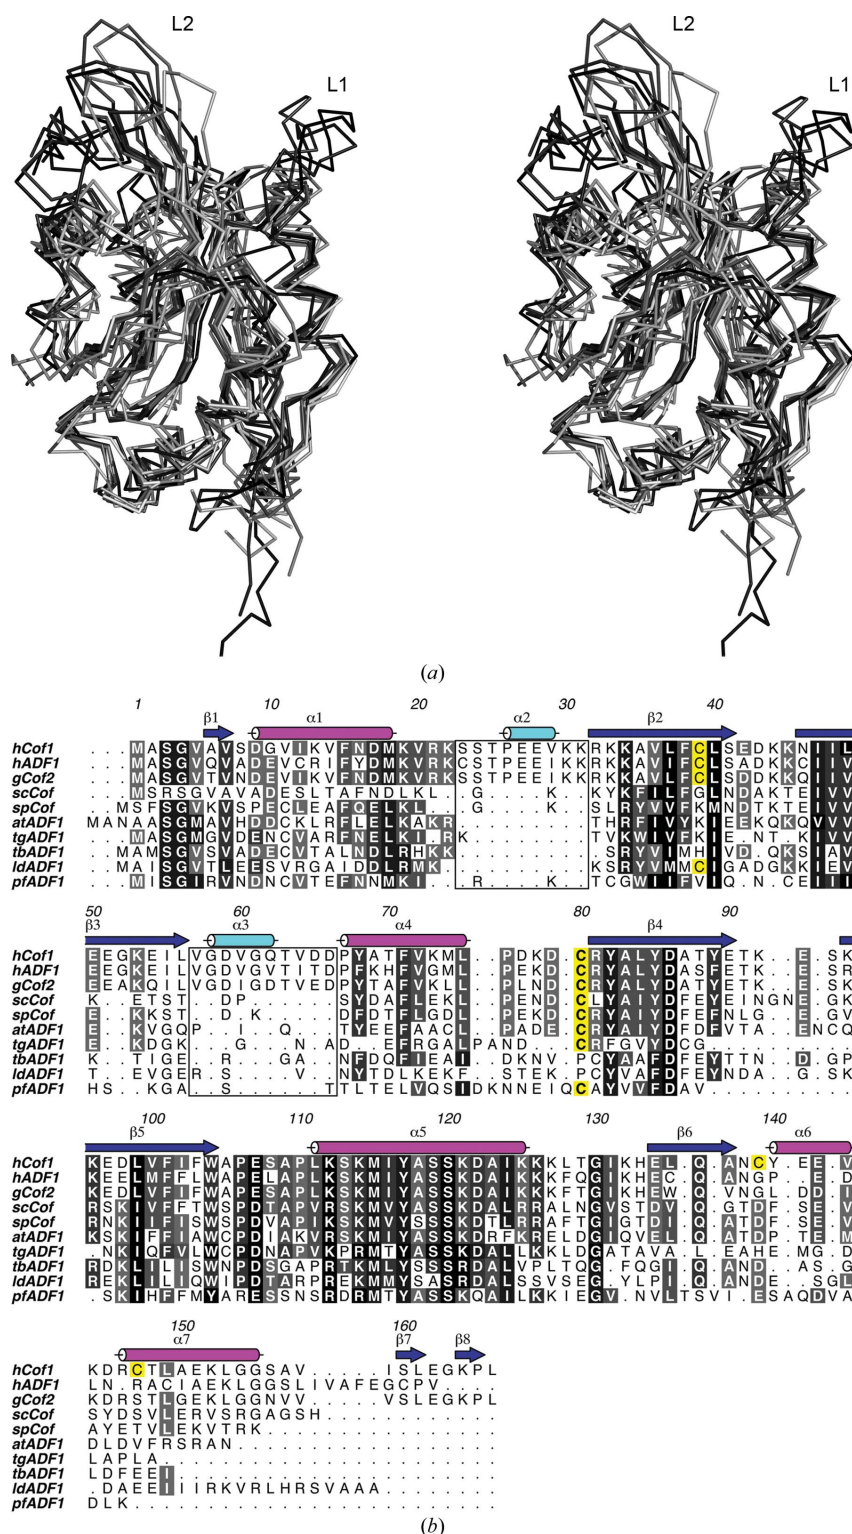 L2 L2
L1 L1
(a)
1 10 20 30 40
β1 α1 α2 β2
hCof1 . . . M A S G V A V S D G V I K V F N D M K V R K S S T P E E V K K R K K A V L F C L S E D K K N I I L
hADF1 . . . M A S G V Q V A D E V C R I F Y D M K V R K C S T P E E I K K R K K A V I F C L S A D K K C I I V
gCof2 . . . M A S G V T V N D E V I K V F N D M K V R K S S T P E E I K K R K K A V L F C L S D D K K Q I I V
scCof . . . M S R S G V A V A D E S L T A F N D L K L . . G . . . . . . K . . K Y K F I L F G L N D A K T E I V V
spCof . . M S F S G V K V S P E C L E A F Q E L K L . . G . . . . . . K . . S L R Y V V F K M N D T K T E I V V
atADF1 M A N A A S G M A V H D D C K L R F L E L K A K R . . . . . . . . . T H R F I V Y K I E E K Q K Q V V V
tgADF1 . . . M A S G M G V D E N C V A R F N E L K I . R K . . . . . . . . T V K W I V F K I E . N T . K I V V
tbADF1 . . M A M S G V S V A D E C V T A L N D L R H K K . . . . . . . . . S R Y V I M H I V D . Q K S I A V
ldADF1 . . . M A I S G V T L E E S V R G A I D D L R M K . . . . . . . . . K S R Y V M M C I G A D G K K I E V
pfADF1 . . . M I S G I R V N D N C V T E F N N M K I . . R . . . . K . . T C G W I I F V I Q . N C . E I I I
50 60 70 80 90
β3 α3 α4 β4
hCof1 E E G K E I L V G D V G Q T V D D P Y A T F V K M L . . P D K D C R Y A L Y D A T Y E T K . . E . S K
hADF1 E E G K E I L V G D V G V T I T D P F K H F V G M L . . P E K D C R Y A L Y D A S F E T K . . E . S R
gCof2 E E A K Q I L V G D I G D T V E D P Y T A F V K L L . . P L N D C R Y A L Y D A T Y E T K . . E . S K
scCof K . . E T S T . . D P . . . . . . S Y D A F L E K L . . P E N D C L Y A I Y D F E Y E I N G N E . G K
spCof E . . K K S T . . D . K . . . . . D F D T F L G D L . . P E K D C R Y A I Y D F E F N L G . . E . G V
atADF1 E . . K V G Q P . . I . . Q . . . T Y E E F A A C L . . P A D E C R Y A I Y D F D F V T A . . E N C Q
tgADF1 E . . K D G K . . . G . . N . A D . E F R G A L P A N D . . C R F G V Y D C G . . . . . .
tbADF1 K . . T I G E . . R . . G A . . N F D Q F I E A I . D K N V . P C Y A A F D F E Y T T N . . D . G P
ldADF1 T . . E V G E R . . S . . . V . . N Y T D L K E K F . S T E K . P C Y V A F D F E Y N D A . . G . S K
pfADF1 H S . . K G A . . S . . . . . . T T L T E L V Q S I D K N N E I Q C A Y V V F D A V . . . . . .
100 110 120 130 140
β5 α5 β6 α6
hCof1 K E D L V F I F W A P E S A P L K S K M I Y A S S K D A I K K K L T G I K H E L . Q . A N C Y . E E . V
hADF1 K E E L M F F L W A P E L A P L K S K M I Y A S S K D A I K K K F Q G I K H E C . Q . A N G P . . E . D
gCof2 K E D L V F I F W A P E S A P L K S K M I Y A S S K D A I K K K F T G I K H E W . Q . V N G L . D D . I
scCof R S K I V F F T W S P D T A P V R S K M V Y A S S K D A L R R A L N G V S T D V . Q . G T D F . S E . V
spCof R N K I I F I S W S P D V A P I K S K M V Y S S S K D T L R R A F T G I G T D I . Q . A T D F . S E . V
atADF1 K S K I F F I A W C P D I A K V R S K M I Y A S S K D R F K R E L D G I Q V E L . Q . A T D P . T E . M
tgADF1 . N K I Q F V L W C P D N A P V K P R M T Y A S S K D A L L K K L D G A T A V A . L . E A H E . M G . D
tbADF1 R D K L I L I S W N P D S G A P R T K M L Y S S S R D A L V P L T Q G . F Q G I . Q . A N D . . A S . G
ldADF1 R E K L I L I Q W I P D T A R P R E K M M Y S A S R D A L S S V S E G . Y L P I . Q A N D E . . S G L
pfADF1 . S K I H F F M Y A R E S S N S R D R M T Y A S S K Q A I L K K I E G V . N V L T S V I . E S A Q D V A
150 160
α7 β7 β8
hCof1 K D R C T L A E K L G G S A V . . . . . I S L E G K P L
hADF1 L N . R A C I A E K L G G S L I V A F E G C P V . . . .
gCof2 K D R S T L G E K L G G N V V . . . . . V S L E G K P L
scCof S Y D S V L E R V S R G A G S H . . . . . . . . . . . .
spCof A Y E T V L E K V T R K . . . . . . . . . . . . . . . .
atADF1 D L D V F R S R A N . . . . . . . . . . . . . . . . . .
tgADF1 L A P L A . . . . . . . . . . . . . . . . . . . . . . .
tbADF1 L D F E E I . . . . . . . . . . . . . . . . . . . . . .
ldADF1 . D A E E I I I R K V R L H R S V A A A . . . . . . . .
pfADF1 D L K . . . . . . . . . . . . . . . . . . . . . . . . .
(b)